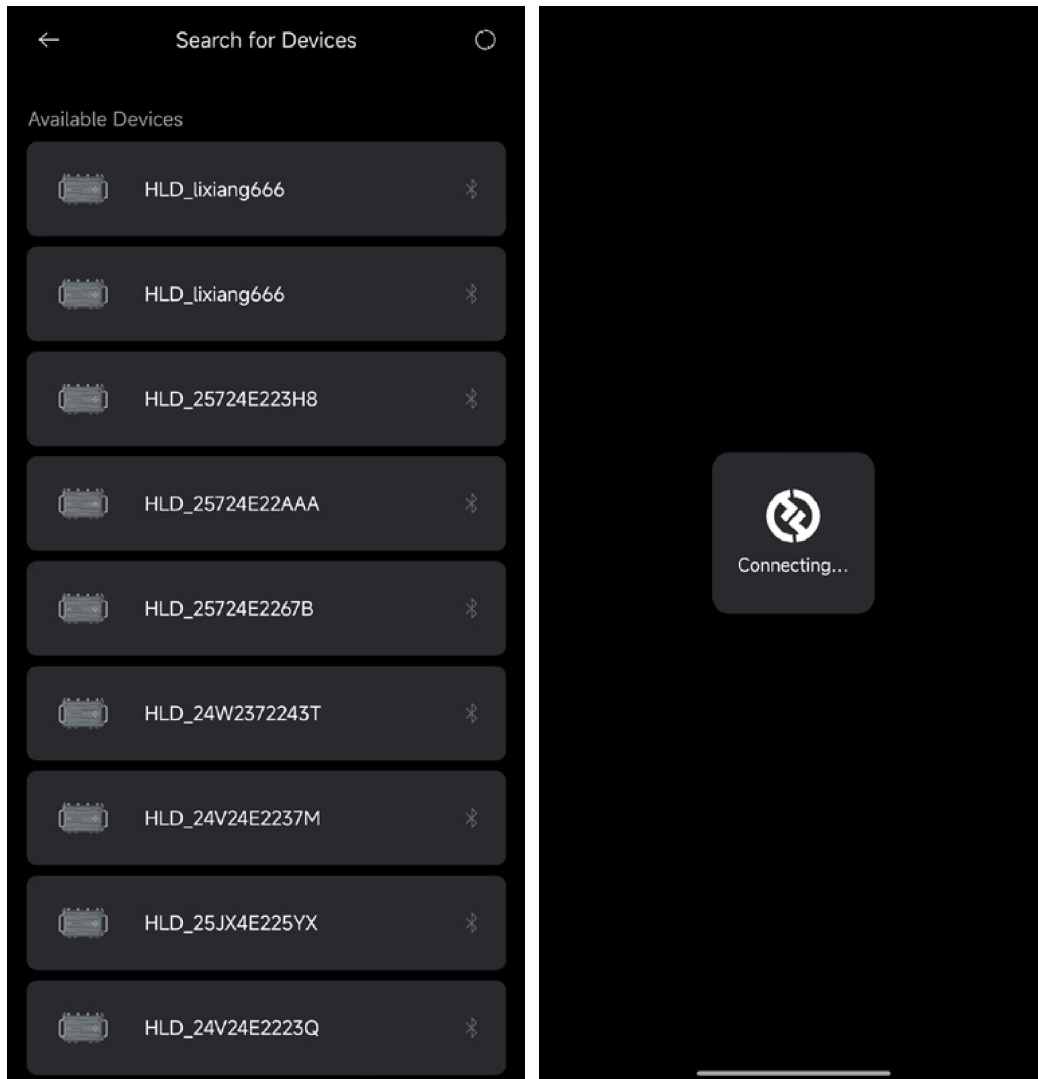 Search for Devices
Available Devices
HLD_lixiang666
HLD_lixiang666
HLD_25724E223H8
HLD_25724E22AAA
HLD_25724E2267B
HLD_24W2372243T
HLD_24V24E2237M
HLD_25JX4E225YX
HLD_24V24E2223Q
Connecting...